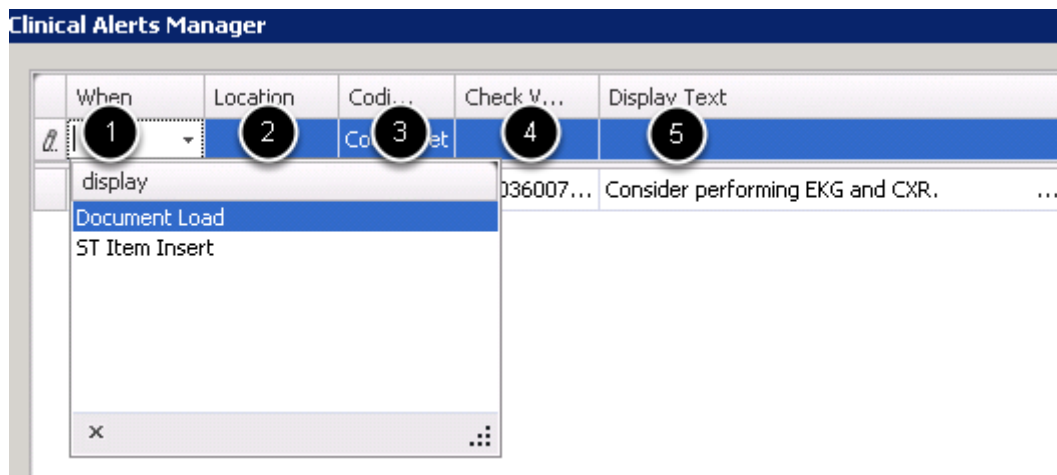 Clinical Alerts Manager
When Location Codi... Check V... Display Text
1 2 3 4 5
display
036007... Consider performing EKG and CXR. ...
Document Load
ST Item Insert